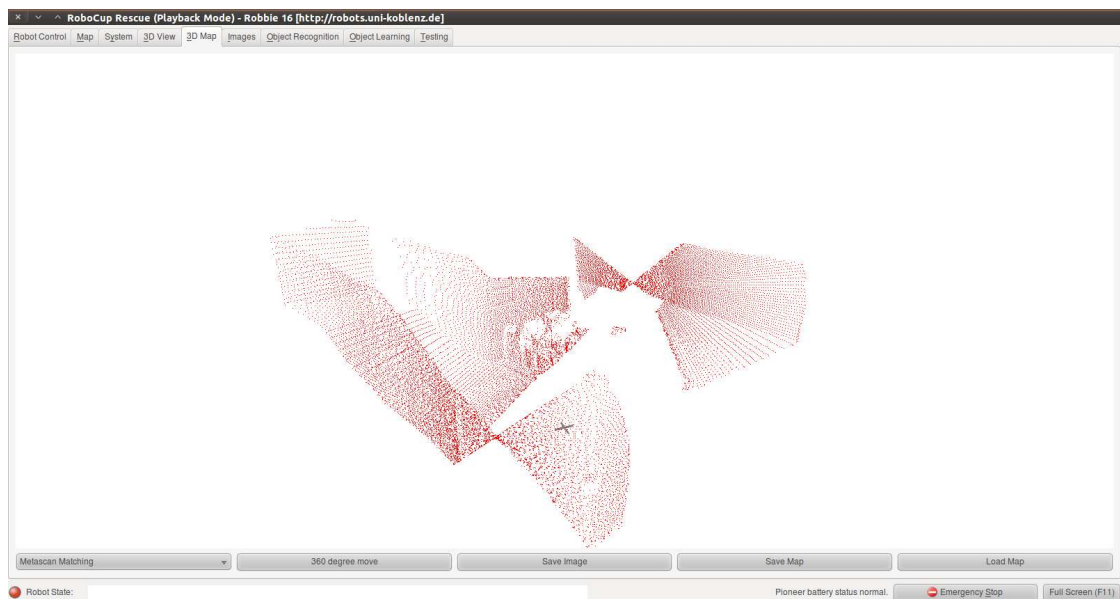 RoboCup Rescue (Playback Mode) - Robbie 16 [http://robots.uni-koblenz.de]
Robot Control Map System 3D View 3D Map Images Object Recognition Object Learning Testing
Metascan Matching 360 degree move Save Image Save Map Load Map
Robot State: Pioneer battery status normal. Emergency Stop Full Screen (F11)